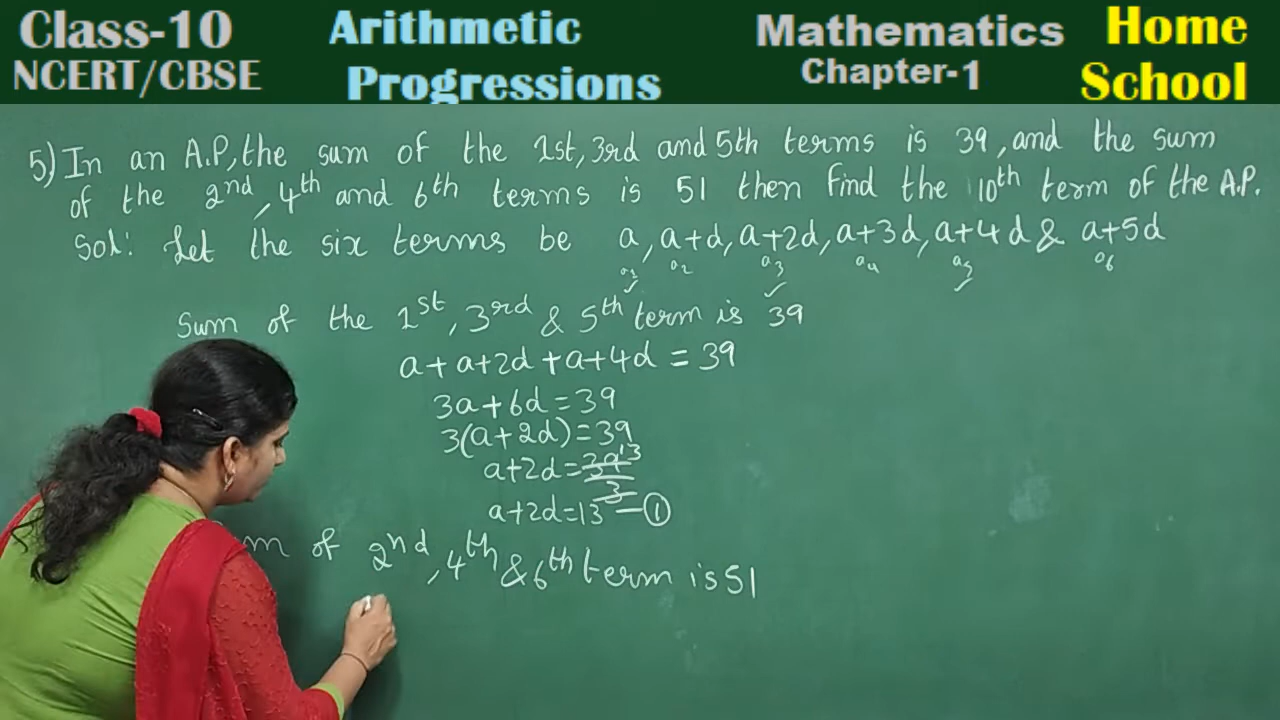 Class-10 Arithmetic Mathematics Home
NCERT/CBSE Progressions Chapter-1 School
5) In an A.P, the sum of the 1st, 3rd and 5th terms is 39, and the sum
of the 2nd, 4th and 6th terms is 51 then find the 10th term of the A.P.
Sol: Let the six terms be a, a+d, a+2d, a+3d, a+4d & a+5d
a1 a2 a3 a4 a5 a6
Sum of the 1st, 3rd & 5th term is 39
a+a+2d+a+4d = 39
3a+6d=39
3(a+2d)=39
a+2d=39/3 13
a+2d=13 — ①
of 2nd, 4th & 6th term is 51